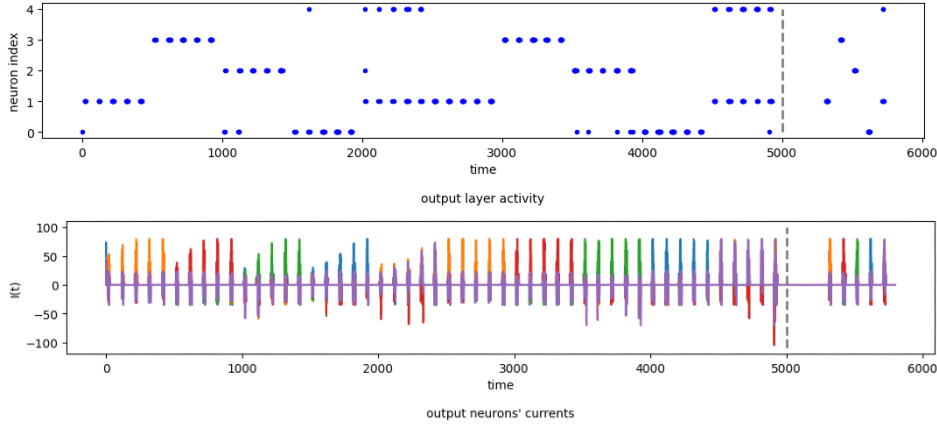 4
3
2
1
0
neuron index
0 1000 2000 3000 4000 5000 6000
time
output layer activity
100
50
0
−50
−100
I(t)
0 1000 2000 3000 4000 5000 6000
time
output neurons' currents